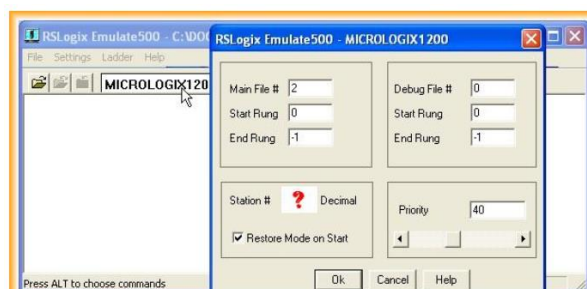 RSLogix Emulate500 - C:\DOC
File Settings Ladder Help
MICROLOGIX120
Press ALT to choose commands
RSLogix Emulate500 - MICROLOGIX1200
Main File # 2
Start Rung 0
End Rung -1
Debug File # 0
Start Rung 0
End Rung -1
Station # ? Decimal
Restore Mode on Start
Priority 40
Ok Cancel Help